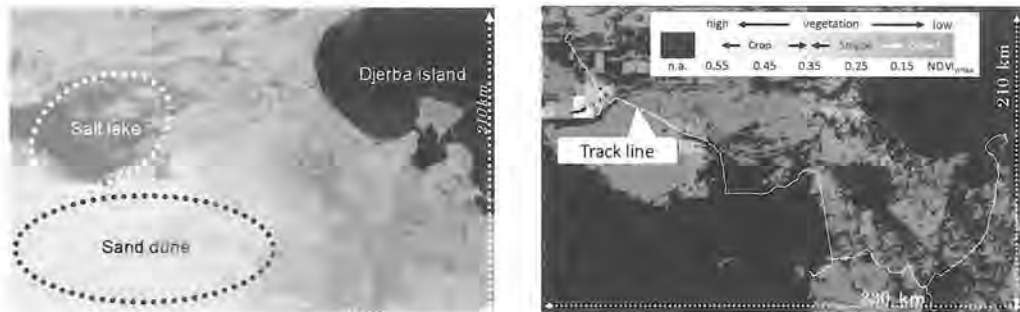 Djerba island
Salt lake
Sand dune
210km
high vegetation low
Crop Steppe
n.a. 0.55 0.45 0.35 0.25 0.15 NDVI
Track line
210 km
230 km